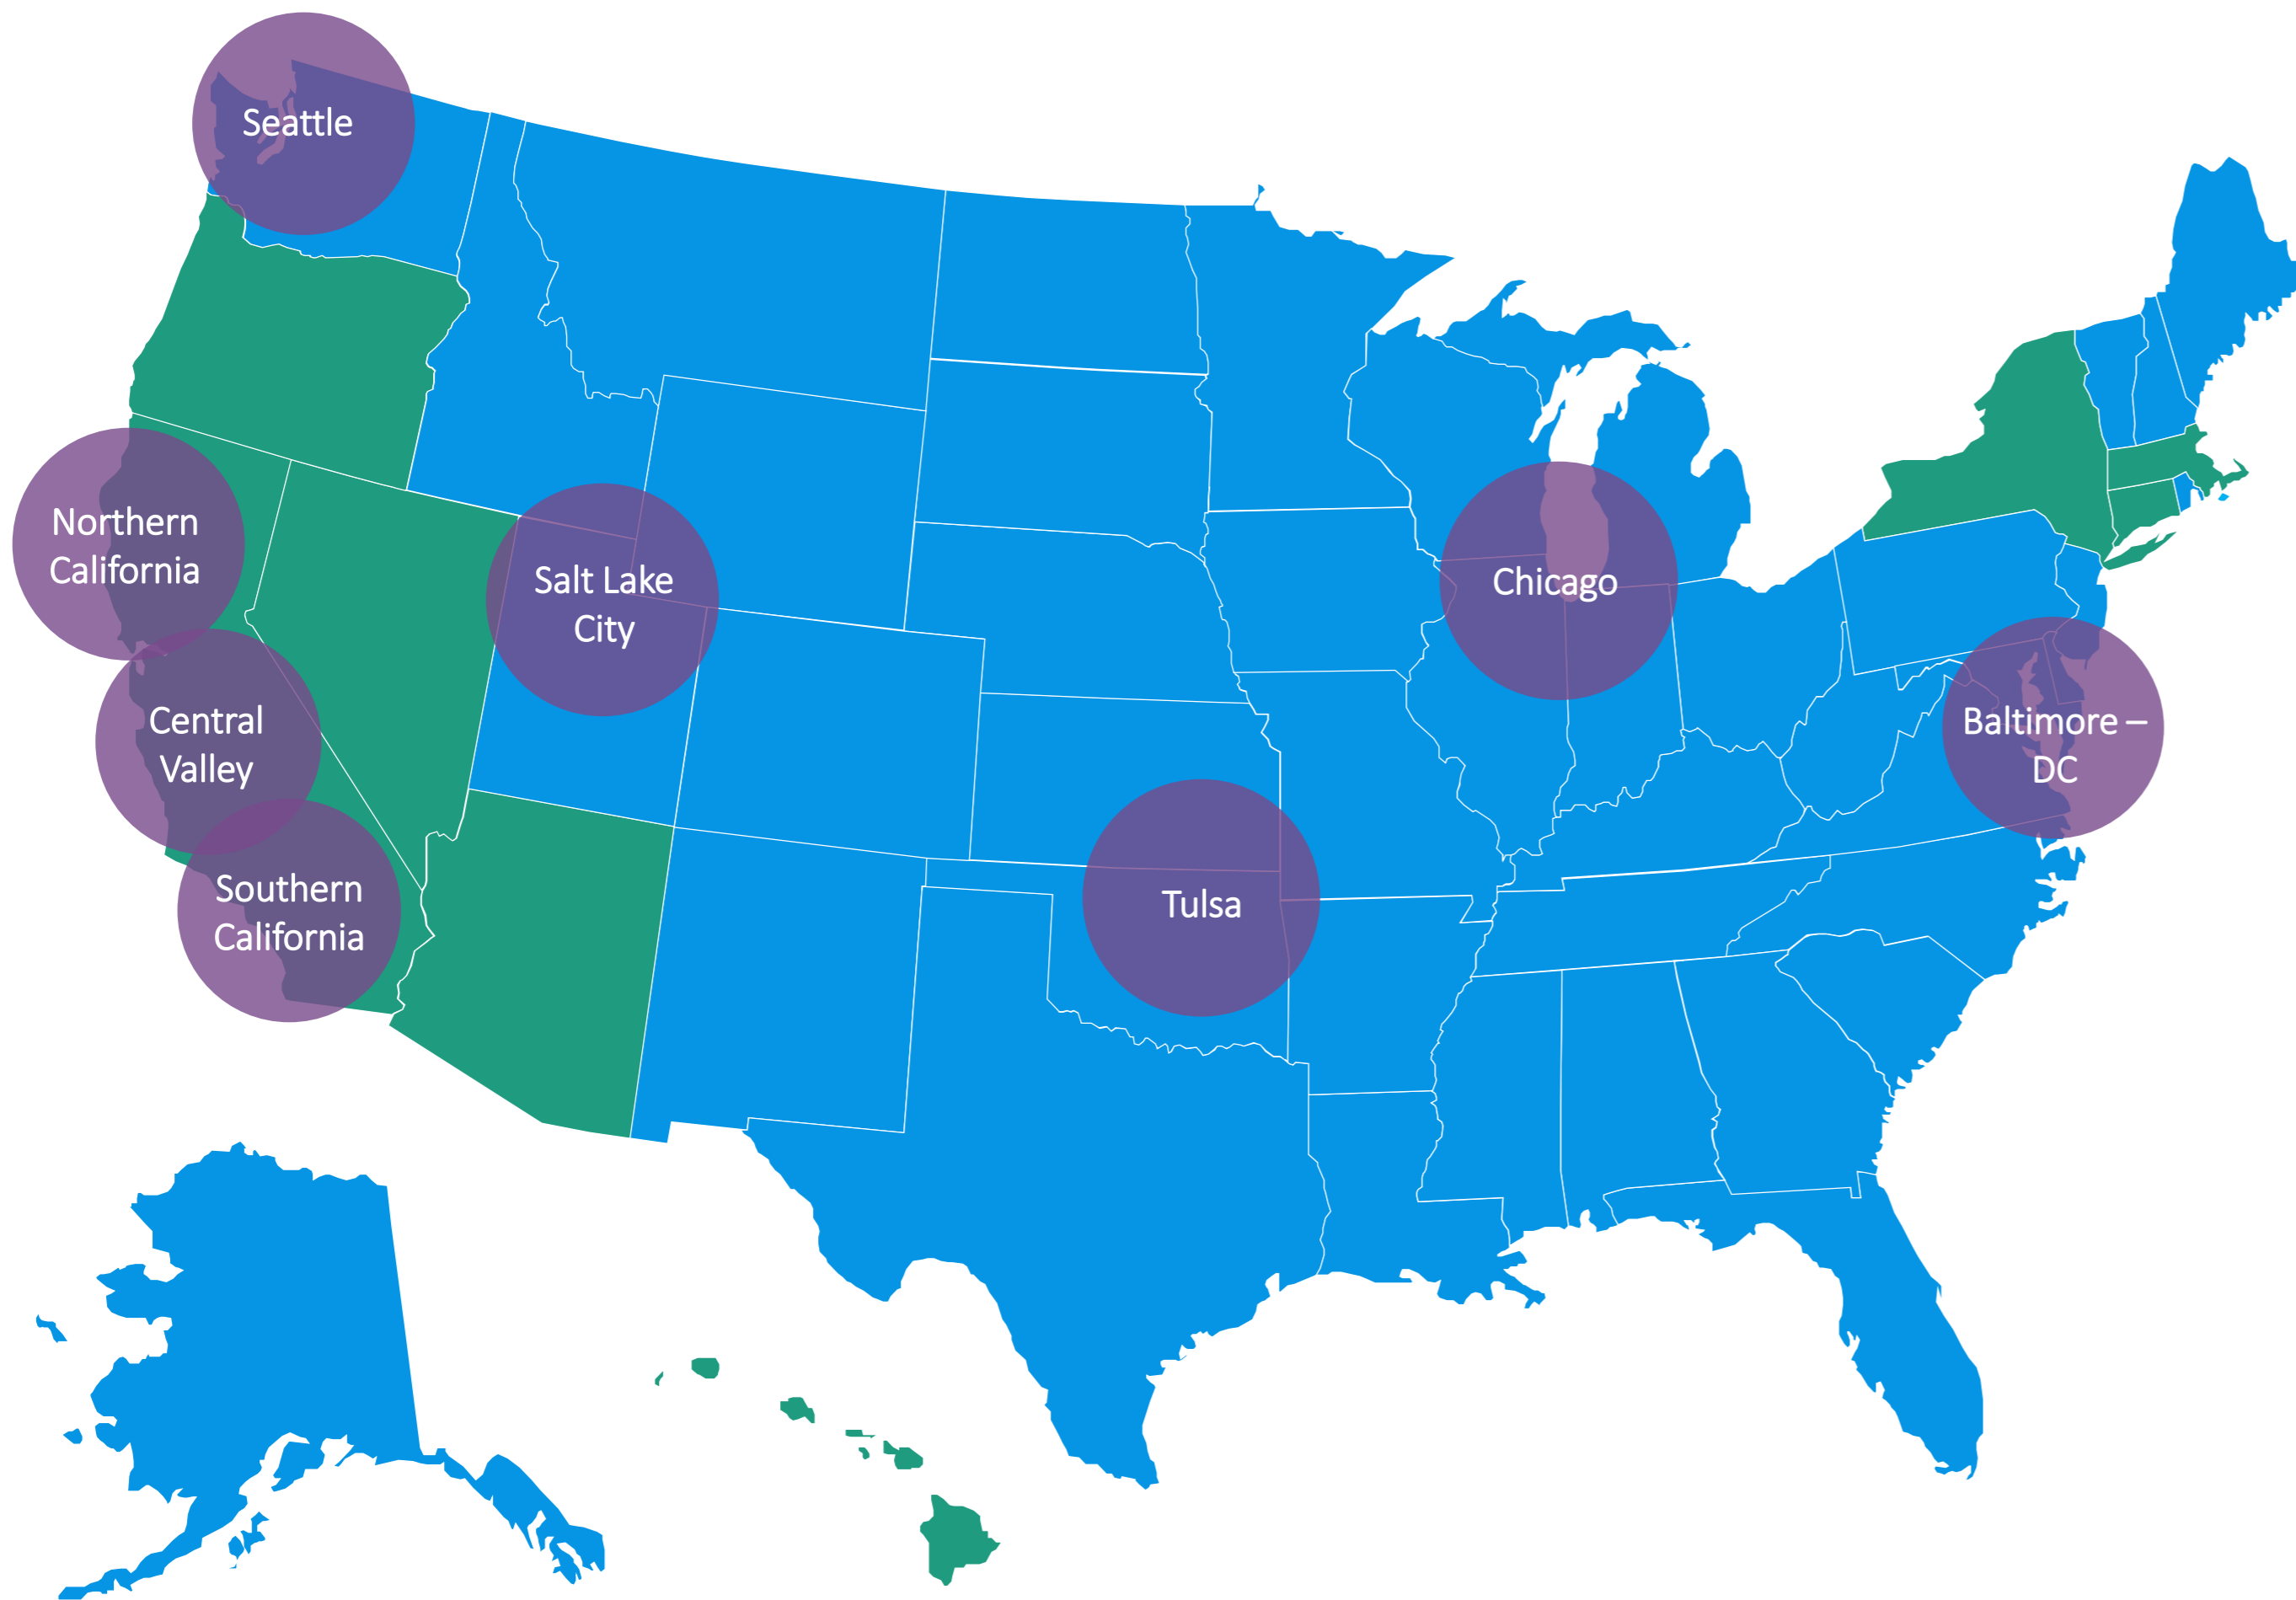 Seattle
Northern
California
Salt Lake
City
Chicago
Central
Valley
Baltimore –
DC
Southern
California
Tulsa